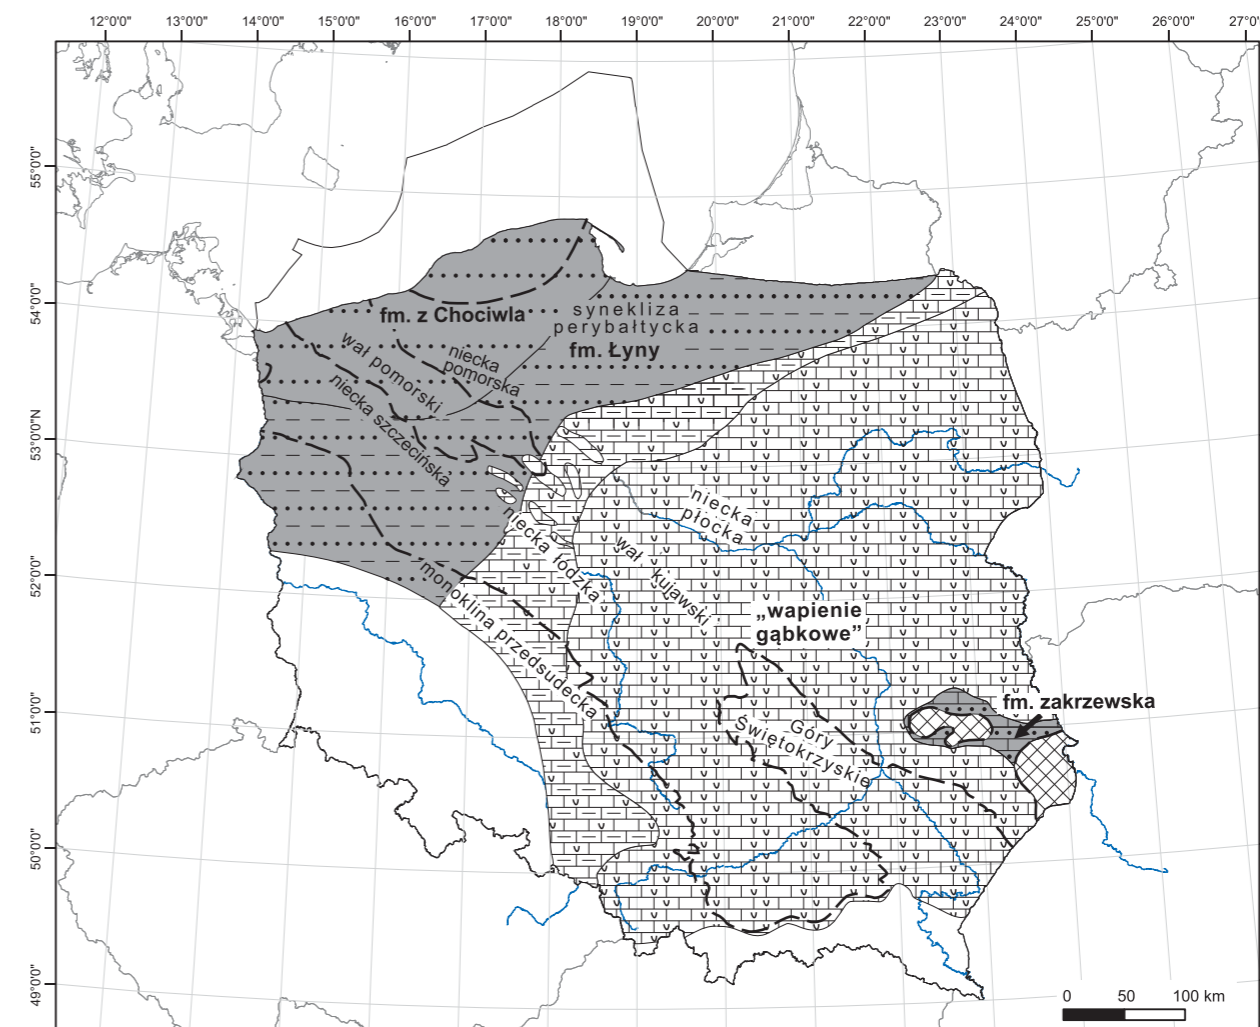 12°0'0" 13°0'0" 14°0'0" 15°0'0" 16°0'0" 17°0'0" 18°0'0" 19°0'0" 20°0'0" 21°0'0" 22°0'0" 23°0'0" 24°0'0" 25°0'0" 26°0'0" 27°0'
55°0'0"
54°0'0"
53°0'0"N
52°0'0"
51°0'0"
50°0'0"
49°0'0"
fm. z Chociwla
synekliza
perybałtycka
fm. Łyny
wał pomorski
niecka
pomorska
niecka szczecińska
niecka
płocka
niecka łódzka
wał kujawski
monoklina przedsudecka
„wapienie
gąbkowe”
fm. zakrzewska
Góry
Świętokrzyskie
0 50 100 km